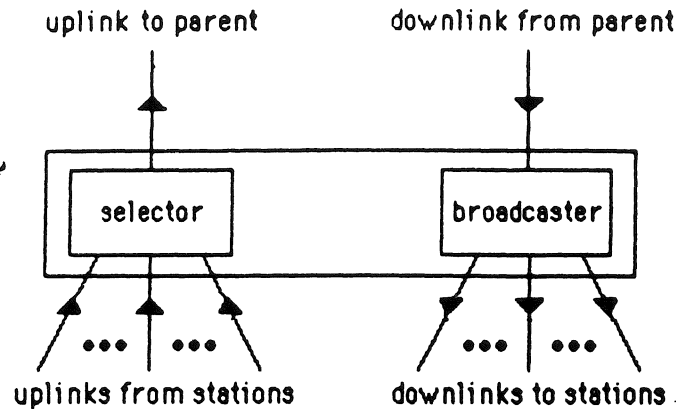 uplink to parent
downlink from parent
selector
broadcaster
uplinks from stations
downlinks to stations